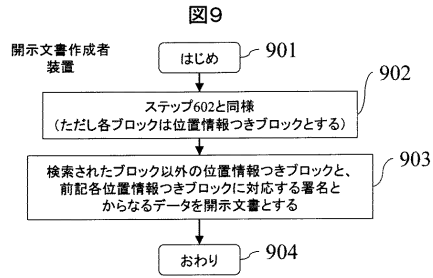 図９
開示文書作成者
装置
はじめ
901
902
ステップ602と同様
(ただし各ブロックは位置情報つきブロックとする)
903
検索されたブロック以外の位置情報つきブロックと、
前記各位置情報つきブロックに対応する署名と
からなるデータを開示文書とする
おわり
904